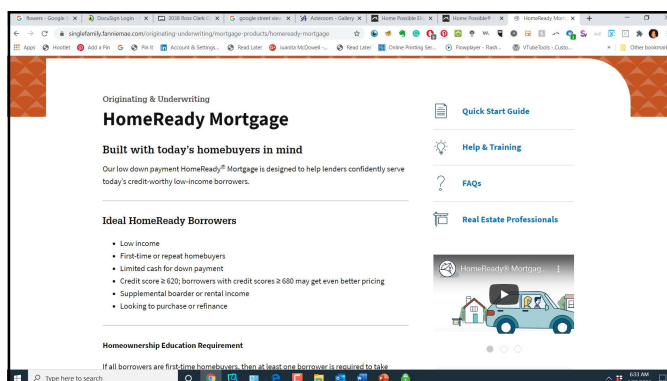 flowers - Google S
DocuSign Login -
2038 Ross Clark C
google street view
Asteroom - Gallery
Home Possible Eli
Home Possible®
HomeReady Mort
singlefamily.fanniemae.com/originating-underwriting/mortgage-products/homeready-mortgage
Apps
Hootlet
Add a Pin
Pin It
Account & Settings...
Read Later
Juanita McDowell -...
Read Later
Online Printing Ser...
Flowplayer - Flash...
VTubeTools - Custo...
Other bookmar
Originating & Underwriting
HomeReady Mortgage
Built with today's homebuyers in mind
Our low down payment HomeReady® Mortgage is designed to help lenders confidently serve
today's credit-worthy low-income borrowers.
Ideal HomeReady Borrowers
• Low income
• First-time or repeat homebuyers
• Limited cash for down payment
• Credit score ≥ 620; borrowers with credit scores ≥ 680 may get even better pricing
• Supplemental boarder or rental income
• Looking to purchase or refinance
Homeownership Education Requirement
If all borrowers are first-time homebuyers, then at least one borrower is required to take
Quick Start Guide
Help & Training
FAQs
Real Estate Professionals
HomeReady® Mortgag...
Type here to search
6:33 AM